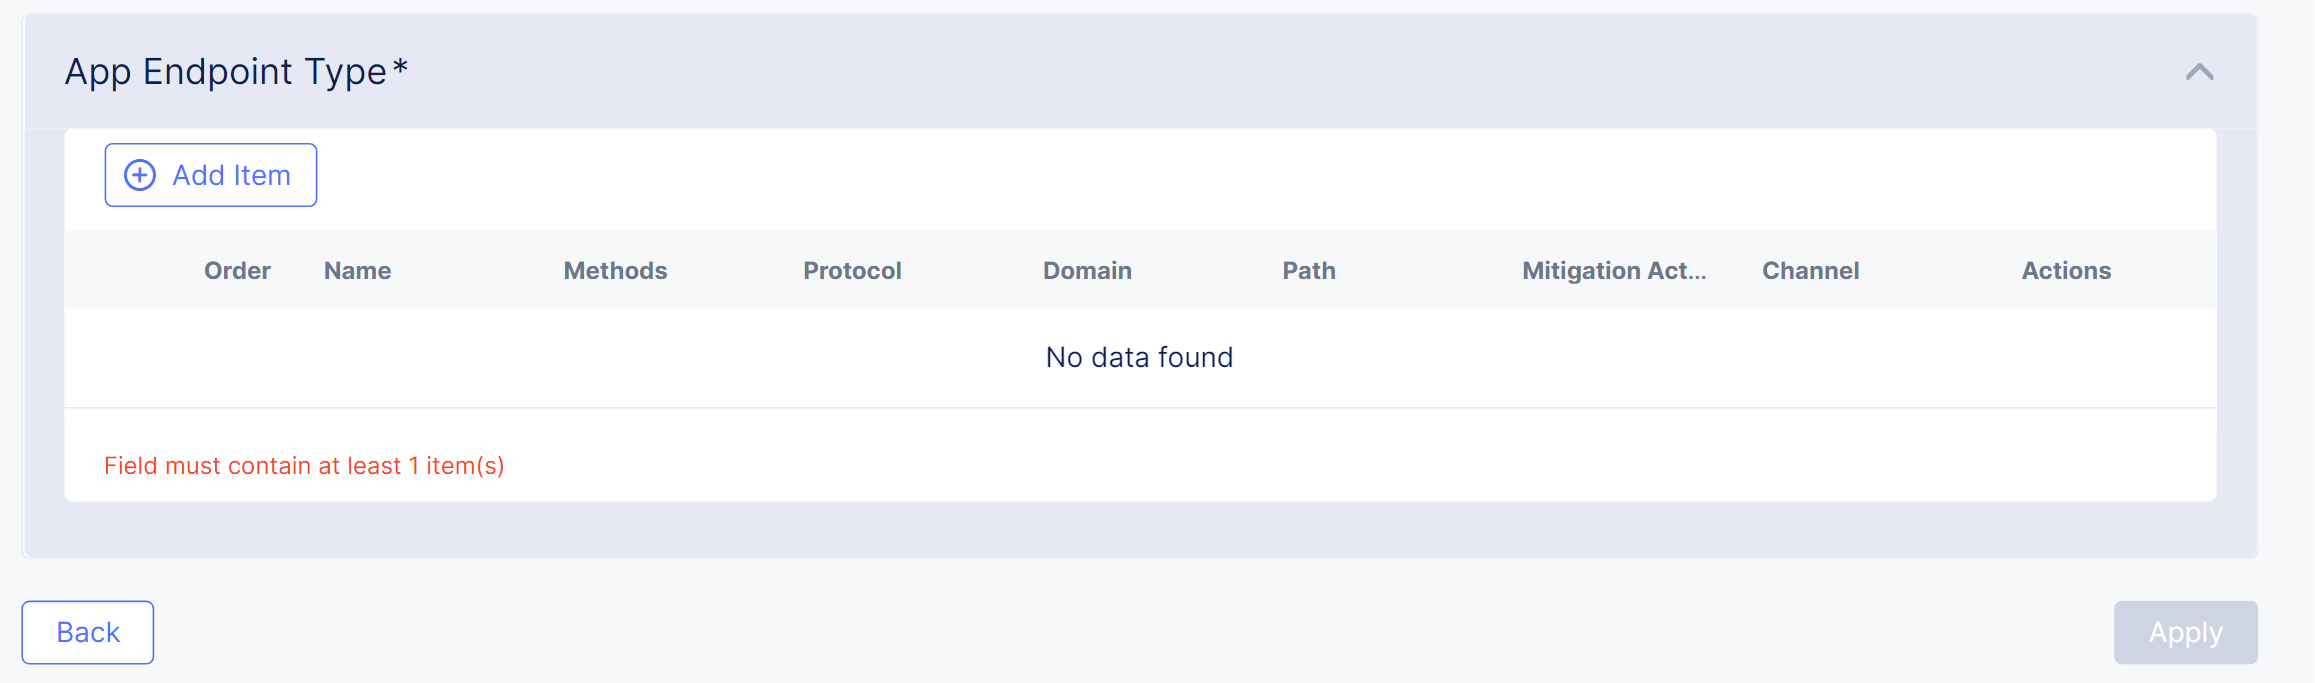 App Endpoint Type*
Add Item
Order Name Methods Protocol Domain Path Mitigation Act... Channel Actions
No data found
Field must contain at least 1 item(s)
Back Apply